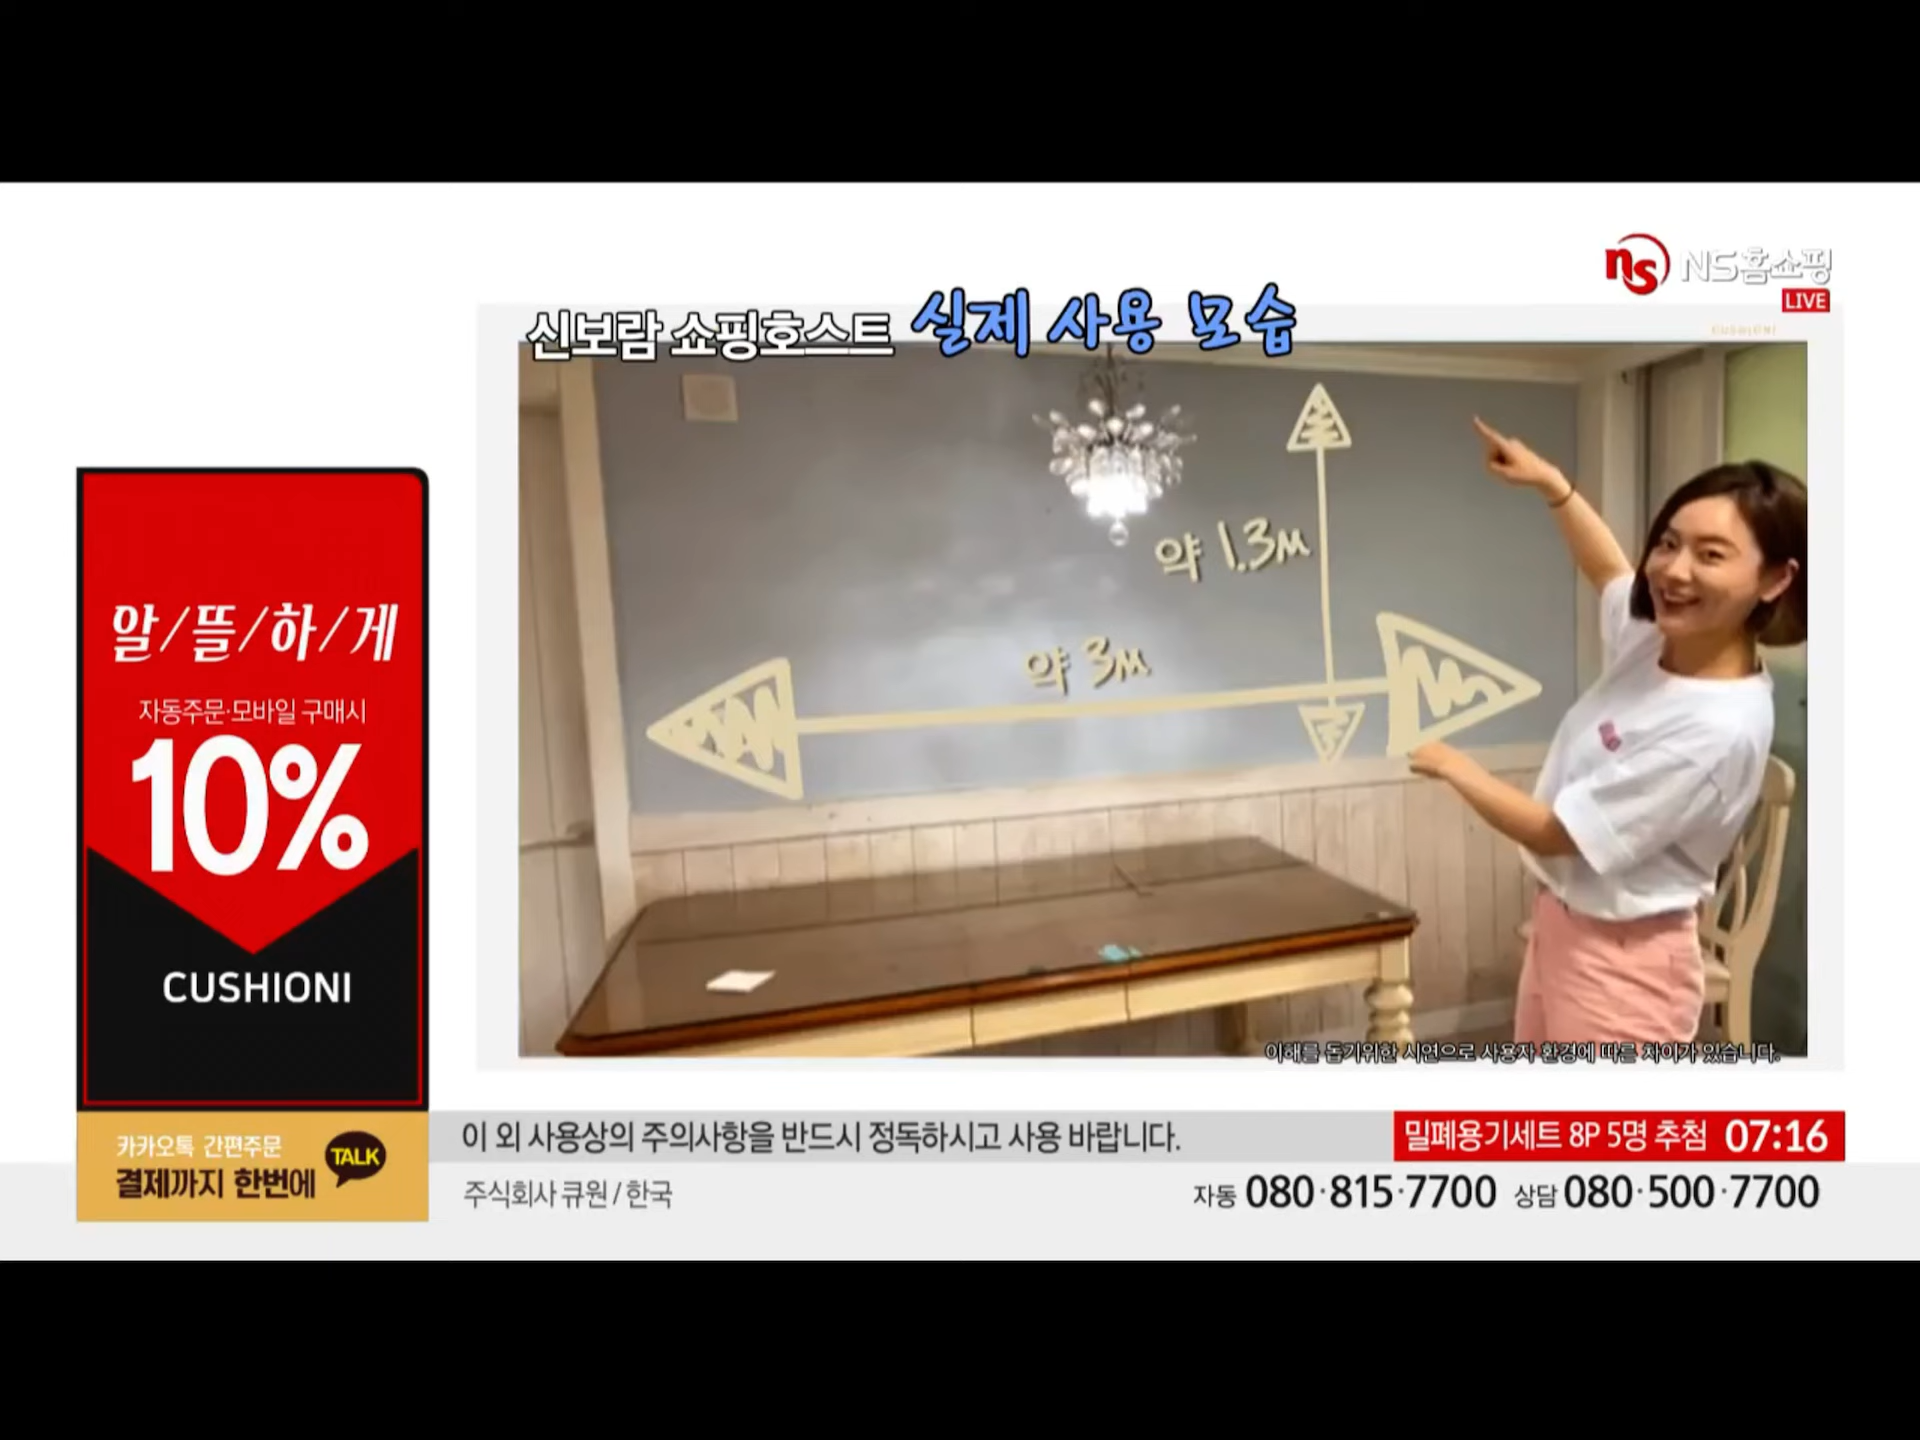 ns NS홈쇼핑
LIVE
CUSHIONI
신보람 쇼핑호스트 실제 사용 모습
약 1.3m
약 3m
알/뜰/하/게
자동주문·모바일 구매시
10%
CUSHIONI
이해를 돕기위한 시연으로 사용자 환경에 따른 차이가 있습니다.
카카오톡 간편주문
결제까지 한번에
TALK
이 외 사용상의 주의사항을 반드시 정독하시고 사용 바랍니다.
밀폐용기세트 8P 5명 추첨 07:16
주식회사 큐원 / 한국
자동 080·815·7700 상담 080·500·7700